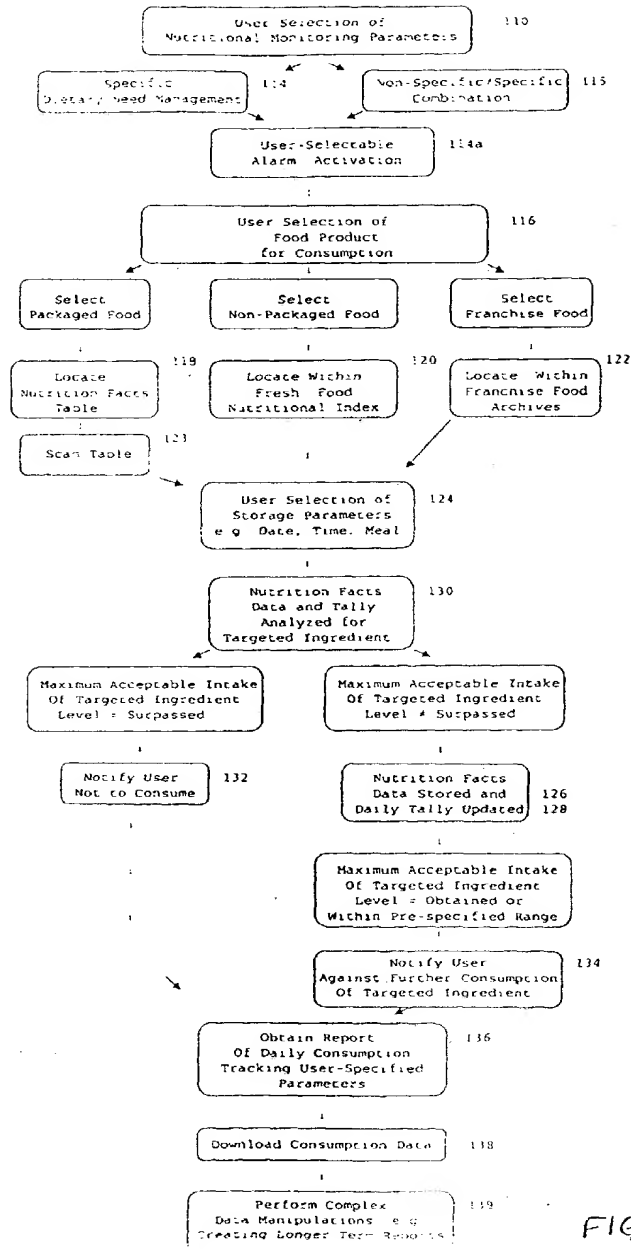 User Selection of
Nutritional Monitoring Parameters
110
Specific
Dietary Need Management
114
Non-Specific/Specific
Combination
115
User-Selectable
Alarm Activation
114a
User Selection of
Food Product
for Consumption
116
Select
Packaged Food
Select
Non-Packaged Food
Select
Franchise Food
Locate
Nutrition Facts
Table
118
Locate Within
Fresh Food
Nutritional Index
120
Locate Within
Franchise Food
Archives
122
Scan Table
123
User Selection of
Storage Parameters
e g Date, Time. Meal
124
Nutrition Facts
Data and Tally
Analyzed for
Targeted Ingredient
130
Maximum Acceptable Intake
Of Targeted Ingredient
Level = Surpassed
Maximum Acceptable Intake
Of Targeted Ingredient
Level ≠ Surpassed
Notify User
Not to Consume
132
Nutrition Facts
Data Stored and
Daily Tally Updated
126
128
Maximum Acceptable Intake
Of Targeted Ingredient
Level = Obtained or
Within Pre-specified Range
Notify User
Against Further Consumption
Of Targeted Ingredient
134
Obtain Report
Of Daily Consumption
Tracking User-Specified
Parameters
136
Download Consumption Data
138
Perform Complex
Data Manipulations e.g
Creating Longer Term Reports
139
FIG